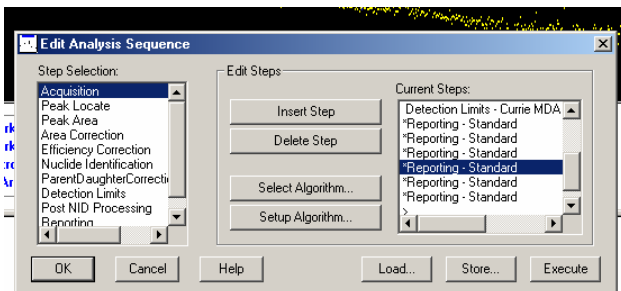 Edit Analysis Sequence
Step Selection:
Acquisition
Peak Locate
Peak Area
Area Correction
Efficiency Correction
Nuclide Identification
ParentDaughterCorrecti
Detection Limits
Post NID Processing
Reporting
Edit Steps
Insert Step
Delete Step
Select Algorithm...
Setup Algorithm...
Current Steps:
Detection Limits - Currie MDA
*Reporting - Standard
*Reporting - Standard
*Reporting - Standard
*Reporting - Standard
*Reporting - Standard
*Reporting - Standard
>
OK
Cancel
Help
Load...
Store...
Execute